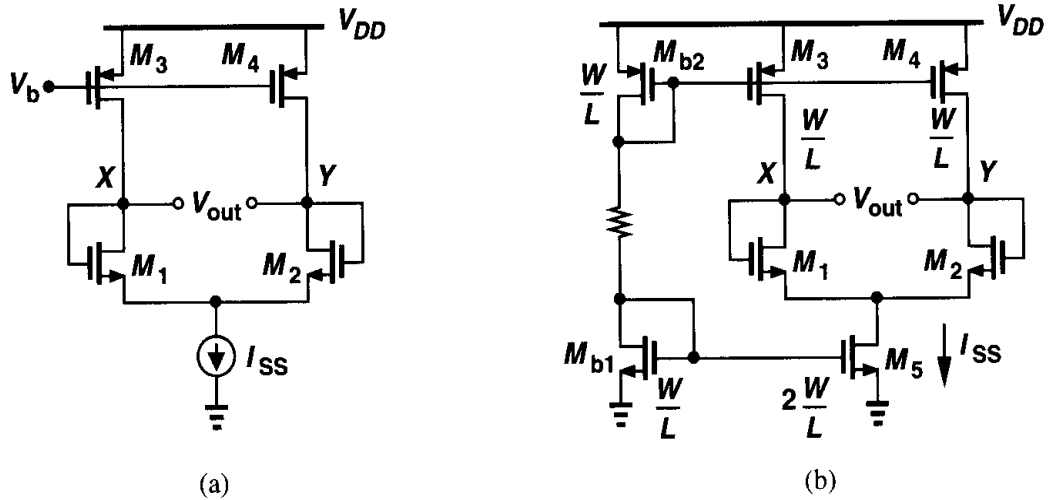 V_DD
M_3
M_4
V_b
X
Y
V_out
M_1
M_2
I_SS
(a)
V_DD
M_b2
M_3
M_4
W/L
W/L
W/L
X
Y
V_out
M_1
M_2
M_b1
M_5
I_SS
W/L
2 W/L
(b)